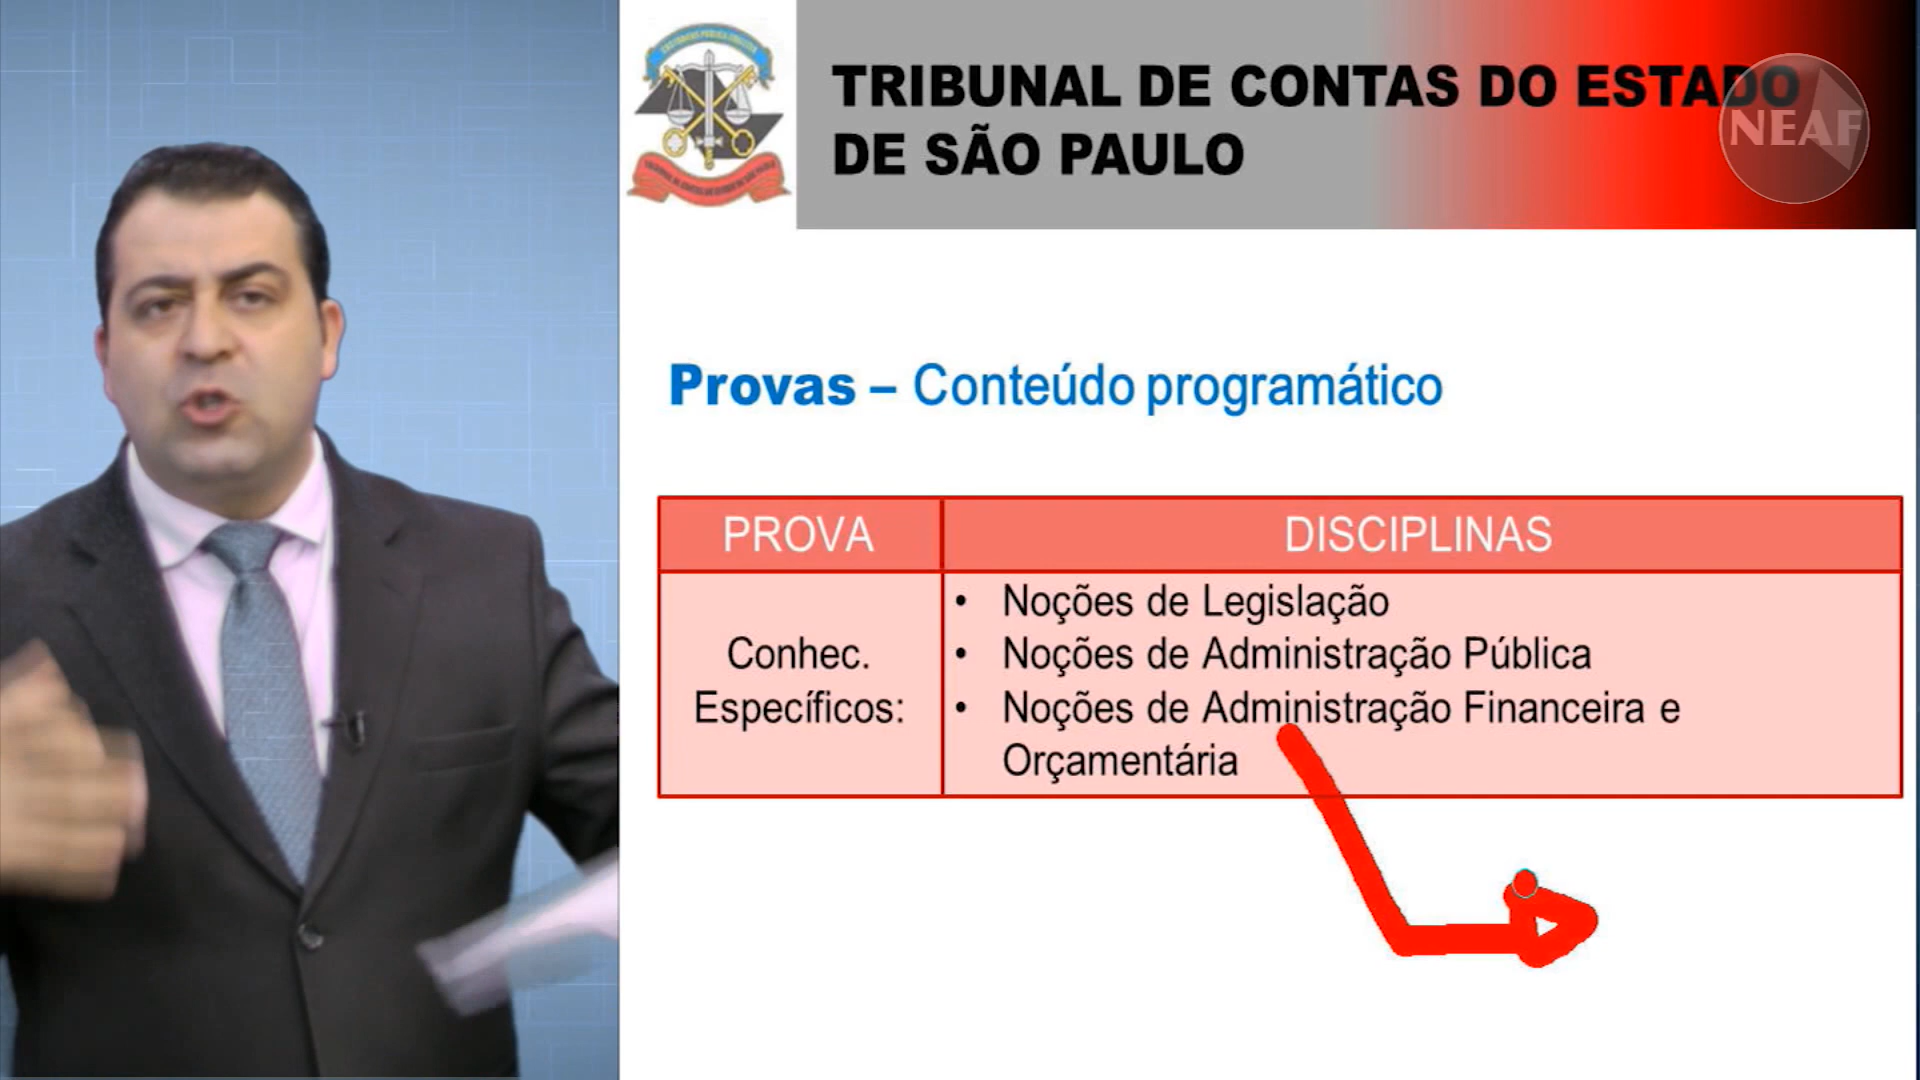 TRIBUNAL DE CONTAS DO ESTADO
DE SÃO PAULO
NEAF
Provas – Conteúdo programático
PROVA
DISCIPLINAS
Conhec.
Específicos:
• Noções de Legislação
• Noções de Administração Pública
• Noções de Administração Financeira e
Orçamentária